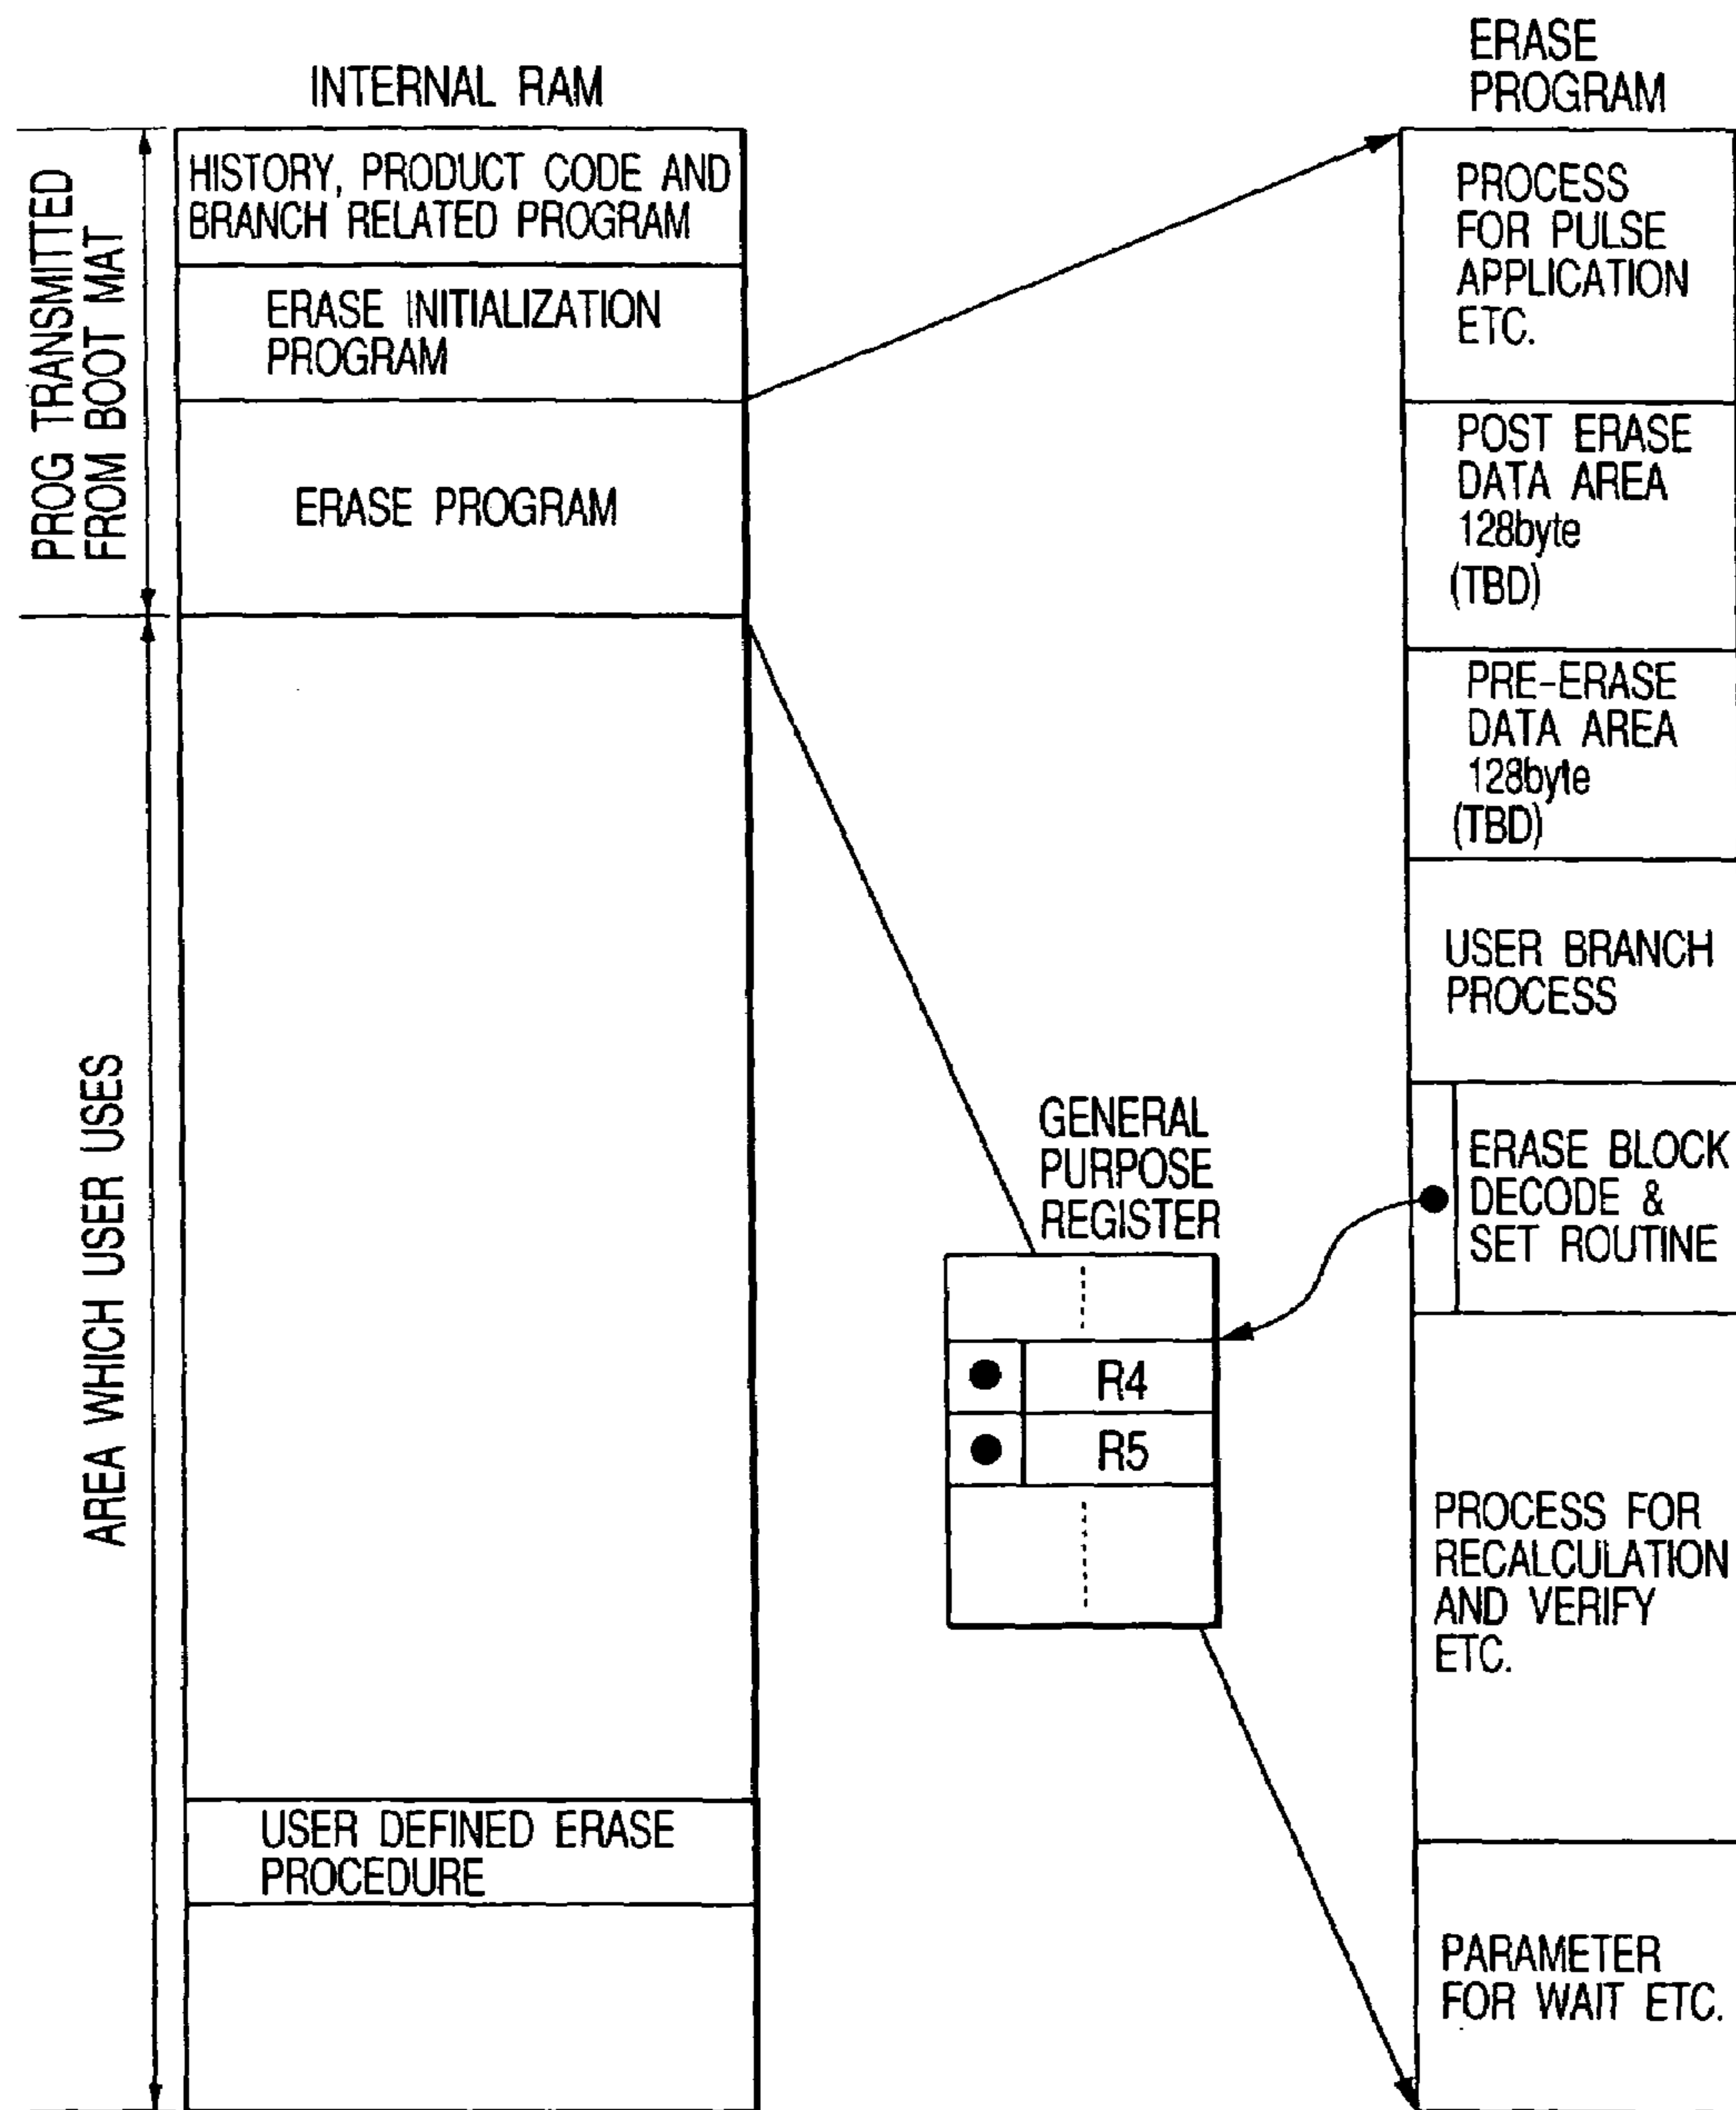 INTERNAL RAM
PROG TRANSMITTED
FROM BOOT MAT
HISTORY, PRODUCT CODE AND
BRANCH RELATED PROGRAM
ERASE INITIALIZATION
PROGRAM
ERASE PROGRAM
AREA WHICH USER USES
USER DEFINED ERASE
PROCEDURE
GENERAL
PURPOSE
REGISTER
R4
R5
ERASE
PROGRAM
PROCESS
FOR PULSE
APPLICATION
ETC.
POST ERASE
DATA AREA
128byte
(TBD)
PRE-ERASE
DATA AREA
128byte
(TBD)
USER BRANCH
PROCESS
ERASE BLOCK
DECODE &
SET ROUTINE
PROCESS FOR
RECALCULATION
AND VERIFY
ETC.
PARAMETER
FOR WAIT ETC.